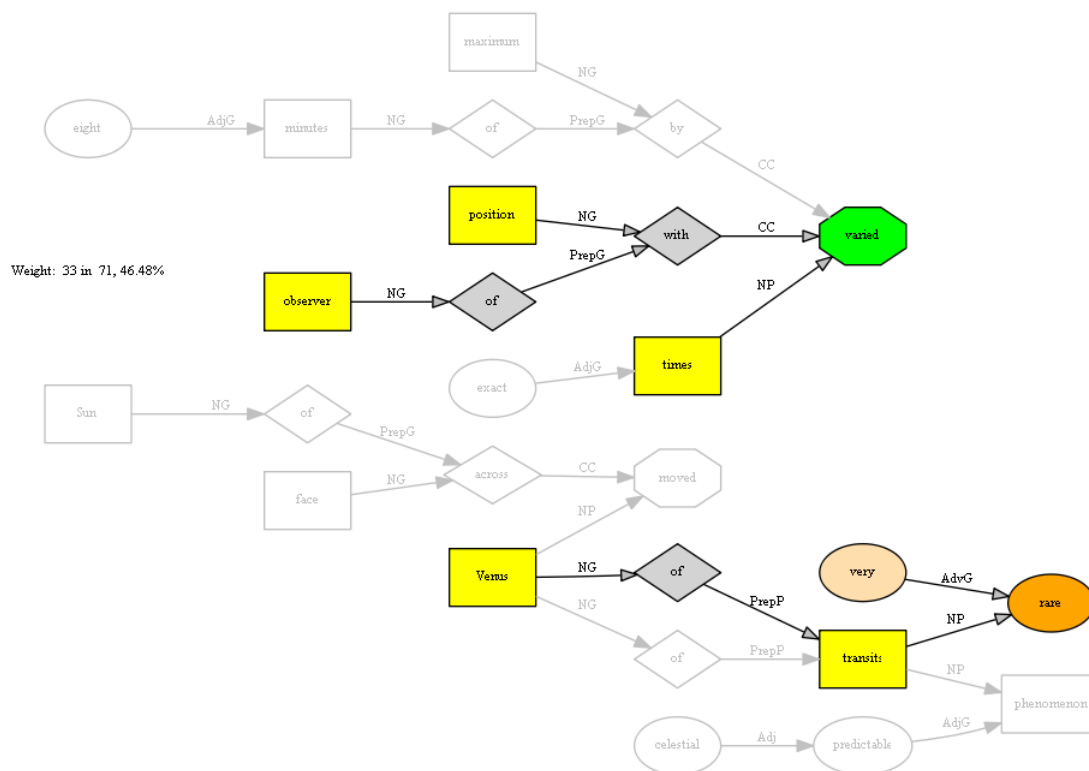 maximum
NG
eight
AdjG
minutes
NG
of
PrepG
by
CC
position
NG
with
CC
varied
PrepG
Weight: 33 in 71, 46.48%
observer
NG
of
NP
exact
AdjG
times
Sun
NG
of
PrepG
face
NG
across
CC
moved
NP
Venus
NG
of
very
AdvG
rare
NG
PrepP
NP
of
PrepP
transits
NP
phenomenon
celestial
Adj
predictable
AdjG